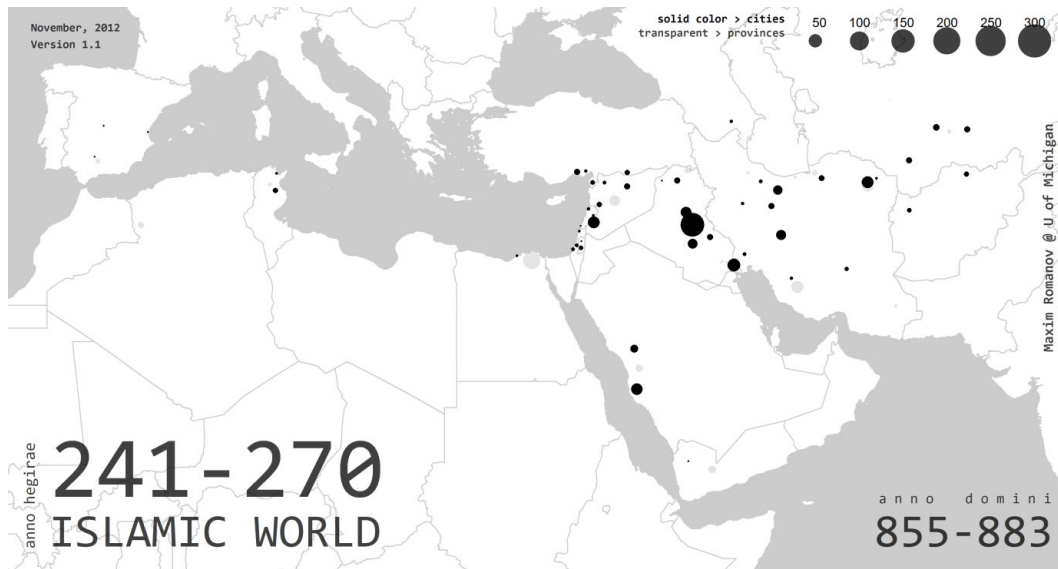 November, 2012
Version 1.1
solid color > cities
transparent > provinces
50 100 150 200 250 300
Maxim Romanov @ U of Michigan
anno hegirae
241-270
ISLAMIC WORLD
anno domini
855-883